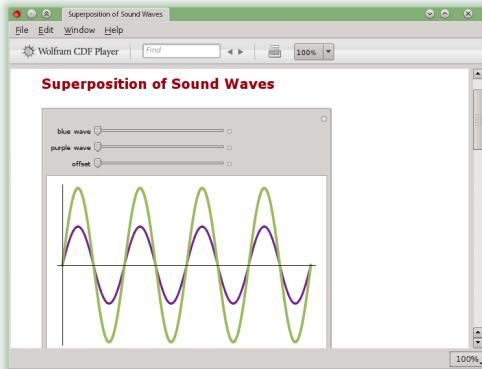 Superposition of Sound Waves
File Edit Window Help
Wolfram CDF Player Find 100%
Superposition of Sound Waves
blue wave
purple wave
offset
100%